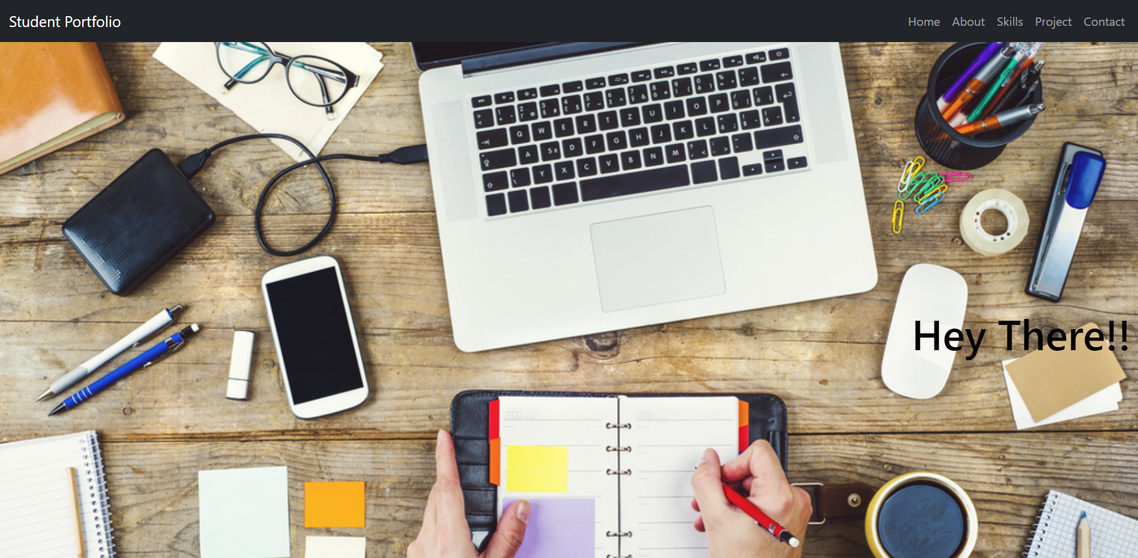 Student Portfolio
Home About Skills Project Contact
Hey There!!